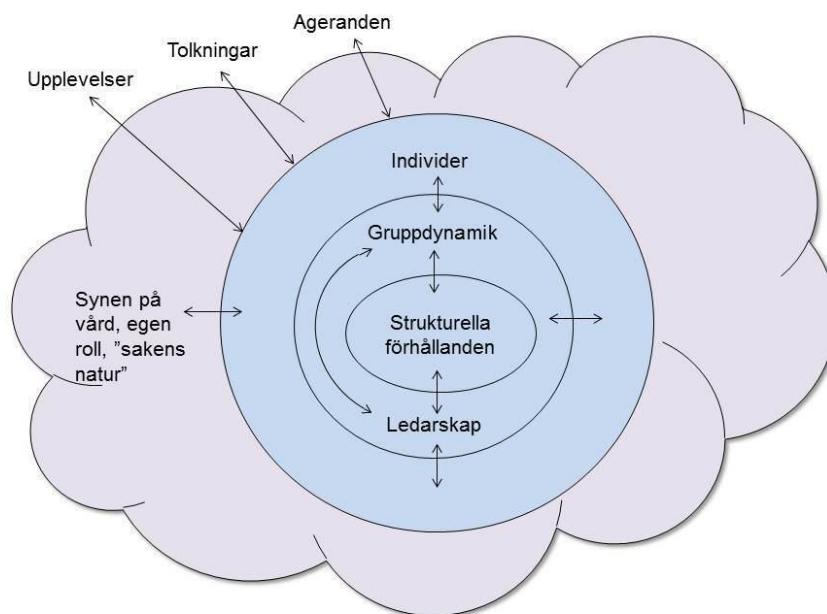 Ageranden
Tolkningar
Upplevelser
Individer
Gruppdynamik
Synen på
vård, egen
roll, ”sakens
natur”
Strukturella
förhållanden
Ledarskap